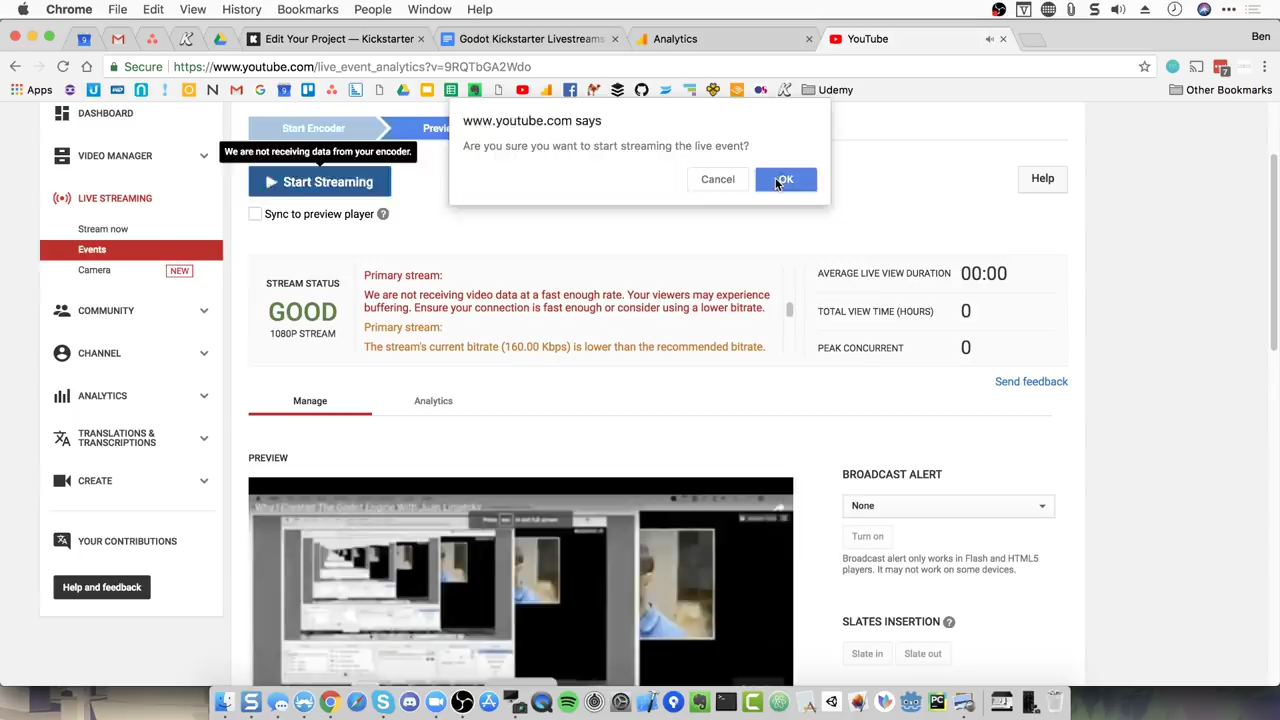 Chrome File Edit View History Bookmarks People Window Help
Edit Your Project — Kickstarter
Godot Kickstarter Livestreams
Analytics
YouTube
Ben
Secure https://www.youtube.com/live_event_analytics?v=9RQTbGA2Wdo
7
Apps
Udemy
Other Bookmarks
www.youtube.com says
Are you sure you want to start streaming the live event?
Cancel
OK
DASHBOARD
VIDEO MANAGER
LIVE STREAMING
Stream now
Events
Camera
NEW
COMMUNITY
CHANNEL
ANALYTICS
TRANSLATIONS &
TRANSCRIPTIONS
CREATE
YOUR CONTRIBUTIONS
Help and feedback
Start Encoder
We are not receiving data from your encoder.
Start Streaming
Sync to preview player ?
Help
STREAM STATUS
GOOD
1080P STREAM
Primary stream:
We are not receiving video data at a fast enough rate. Your viewers may experience
buffering. Ensure your connection is fast enough or consider using a lower bitrate.
Primary stream:
The stream's current bitrate (160.00 Kbps) is lower than the recommended bitrate.
AVERAGE LIVE VIEW DURATION 00:00
TOTAL VIEW TIME (HOURS) 0
PEAK CONCURRENT 0
Send feedback
Manage
Analytics
PREVIEW
BROADCAST ALERT
None
Turn on
Broadcast alert only works in Flash and HTML5
players. It may not work on some devices.
SLATES INSERTION ?
Slate in
Slate out